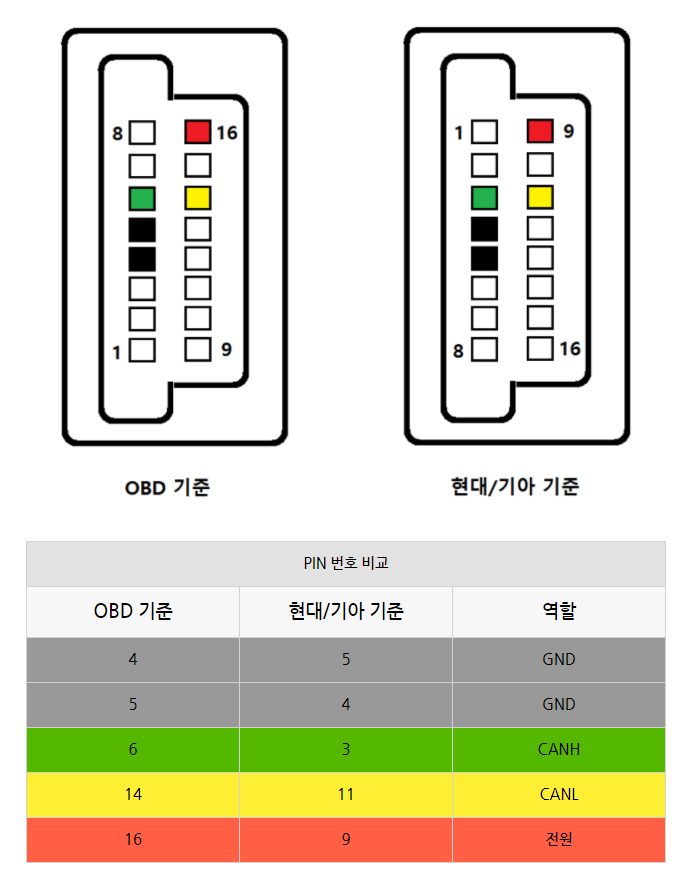 8 16 1 9
1 9 8 16
OBD 기준 현대/기아 기준
PIN 번호 비교
OBD 기준 현대/기아 기준 역할
4 5 GND
5 4 GND
6 3 CANH
14 11 CANL
16 9 전원